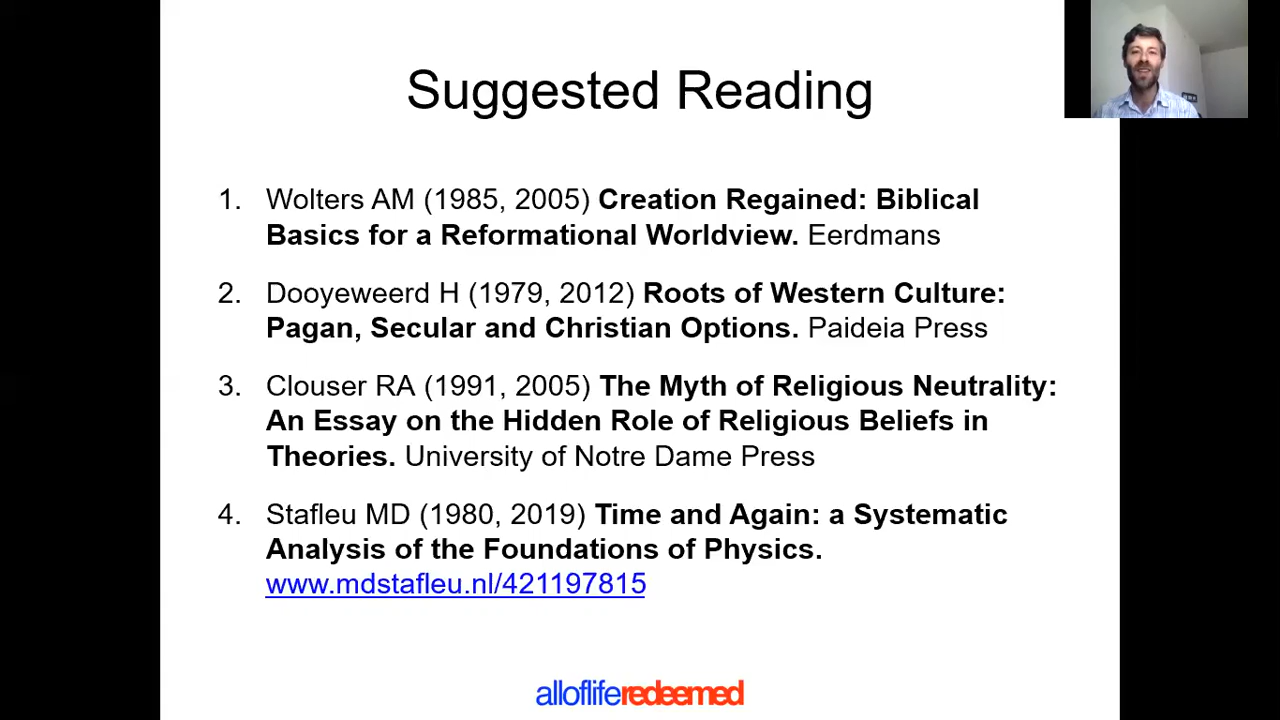 Suggested Reading
1. Wolters AM (1985, 2005) Creation Regained: Biblical
Basics for a Reformational Worldview. Eerdmans
2. Dooyeweerd H (1979, 2012) Roots of Western Culture:
Pagan, Secular and Christian Options. Paideia Press
3. Clouser RA (1991, 2005) The Myth of Religious Neutrality:
An Essay on the Hidden Role of Religious Beliefs in
Theories. University of Notre Dame Press
4. Stafleu MD (1980, 2019) Time and Again: a Systematic
Analysis of the Foundations of Physics.
www.mdstafleu.nl/421197815
allofliferedeemed